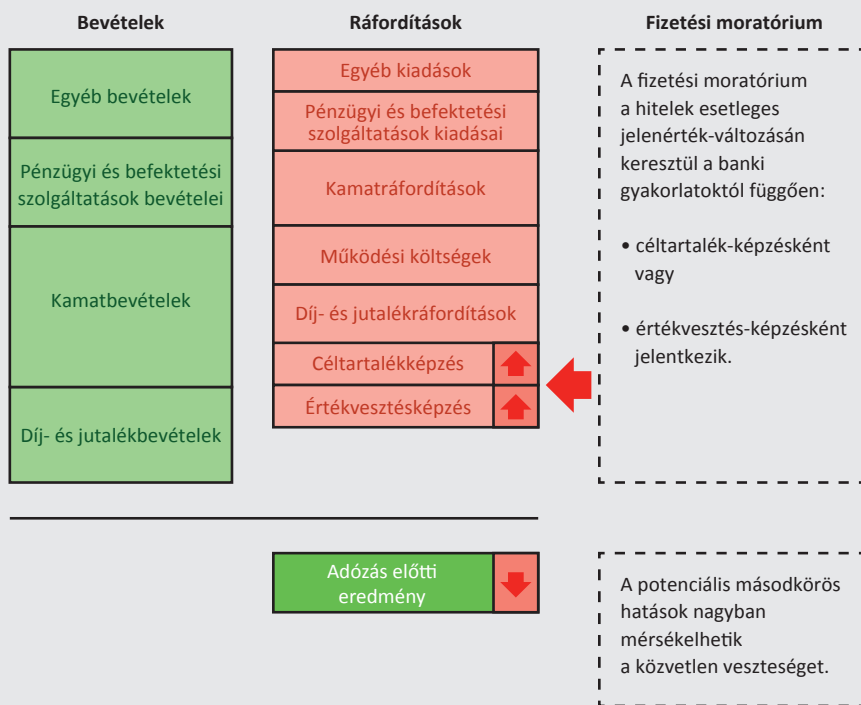 Bevételek
Egyéb bevételek
Pénzügyi és befektetési
szolgáltatások bevételei
Kamatbevételek
Díj- és jutalékbevételek
Ráfordítások
Egyéb kiadások
Pénzügyi és befektetési
szolgáltatások kiadásai
Kamatráfordítások
Működési költségek
Díj- és jutalékráfordítások
Céltartalékképzés
Értékvesztésképzés
Adózás előtti
eredmény
Fizetési moratórium
A fizetési moratórium
a hitelek esetleges
jelenérték-változásán
keresztül a banki
gyakorlatoktól függően:
• céltartalék-képzésként
vagy
• értékvesztés-képzésként
jelentkezik.
A potenciális másodkörös
hatások nagyban
mérsékelhetik
a közvetlen veszteséget.